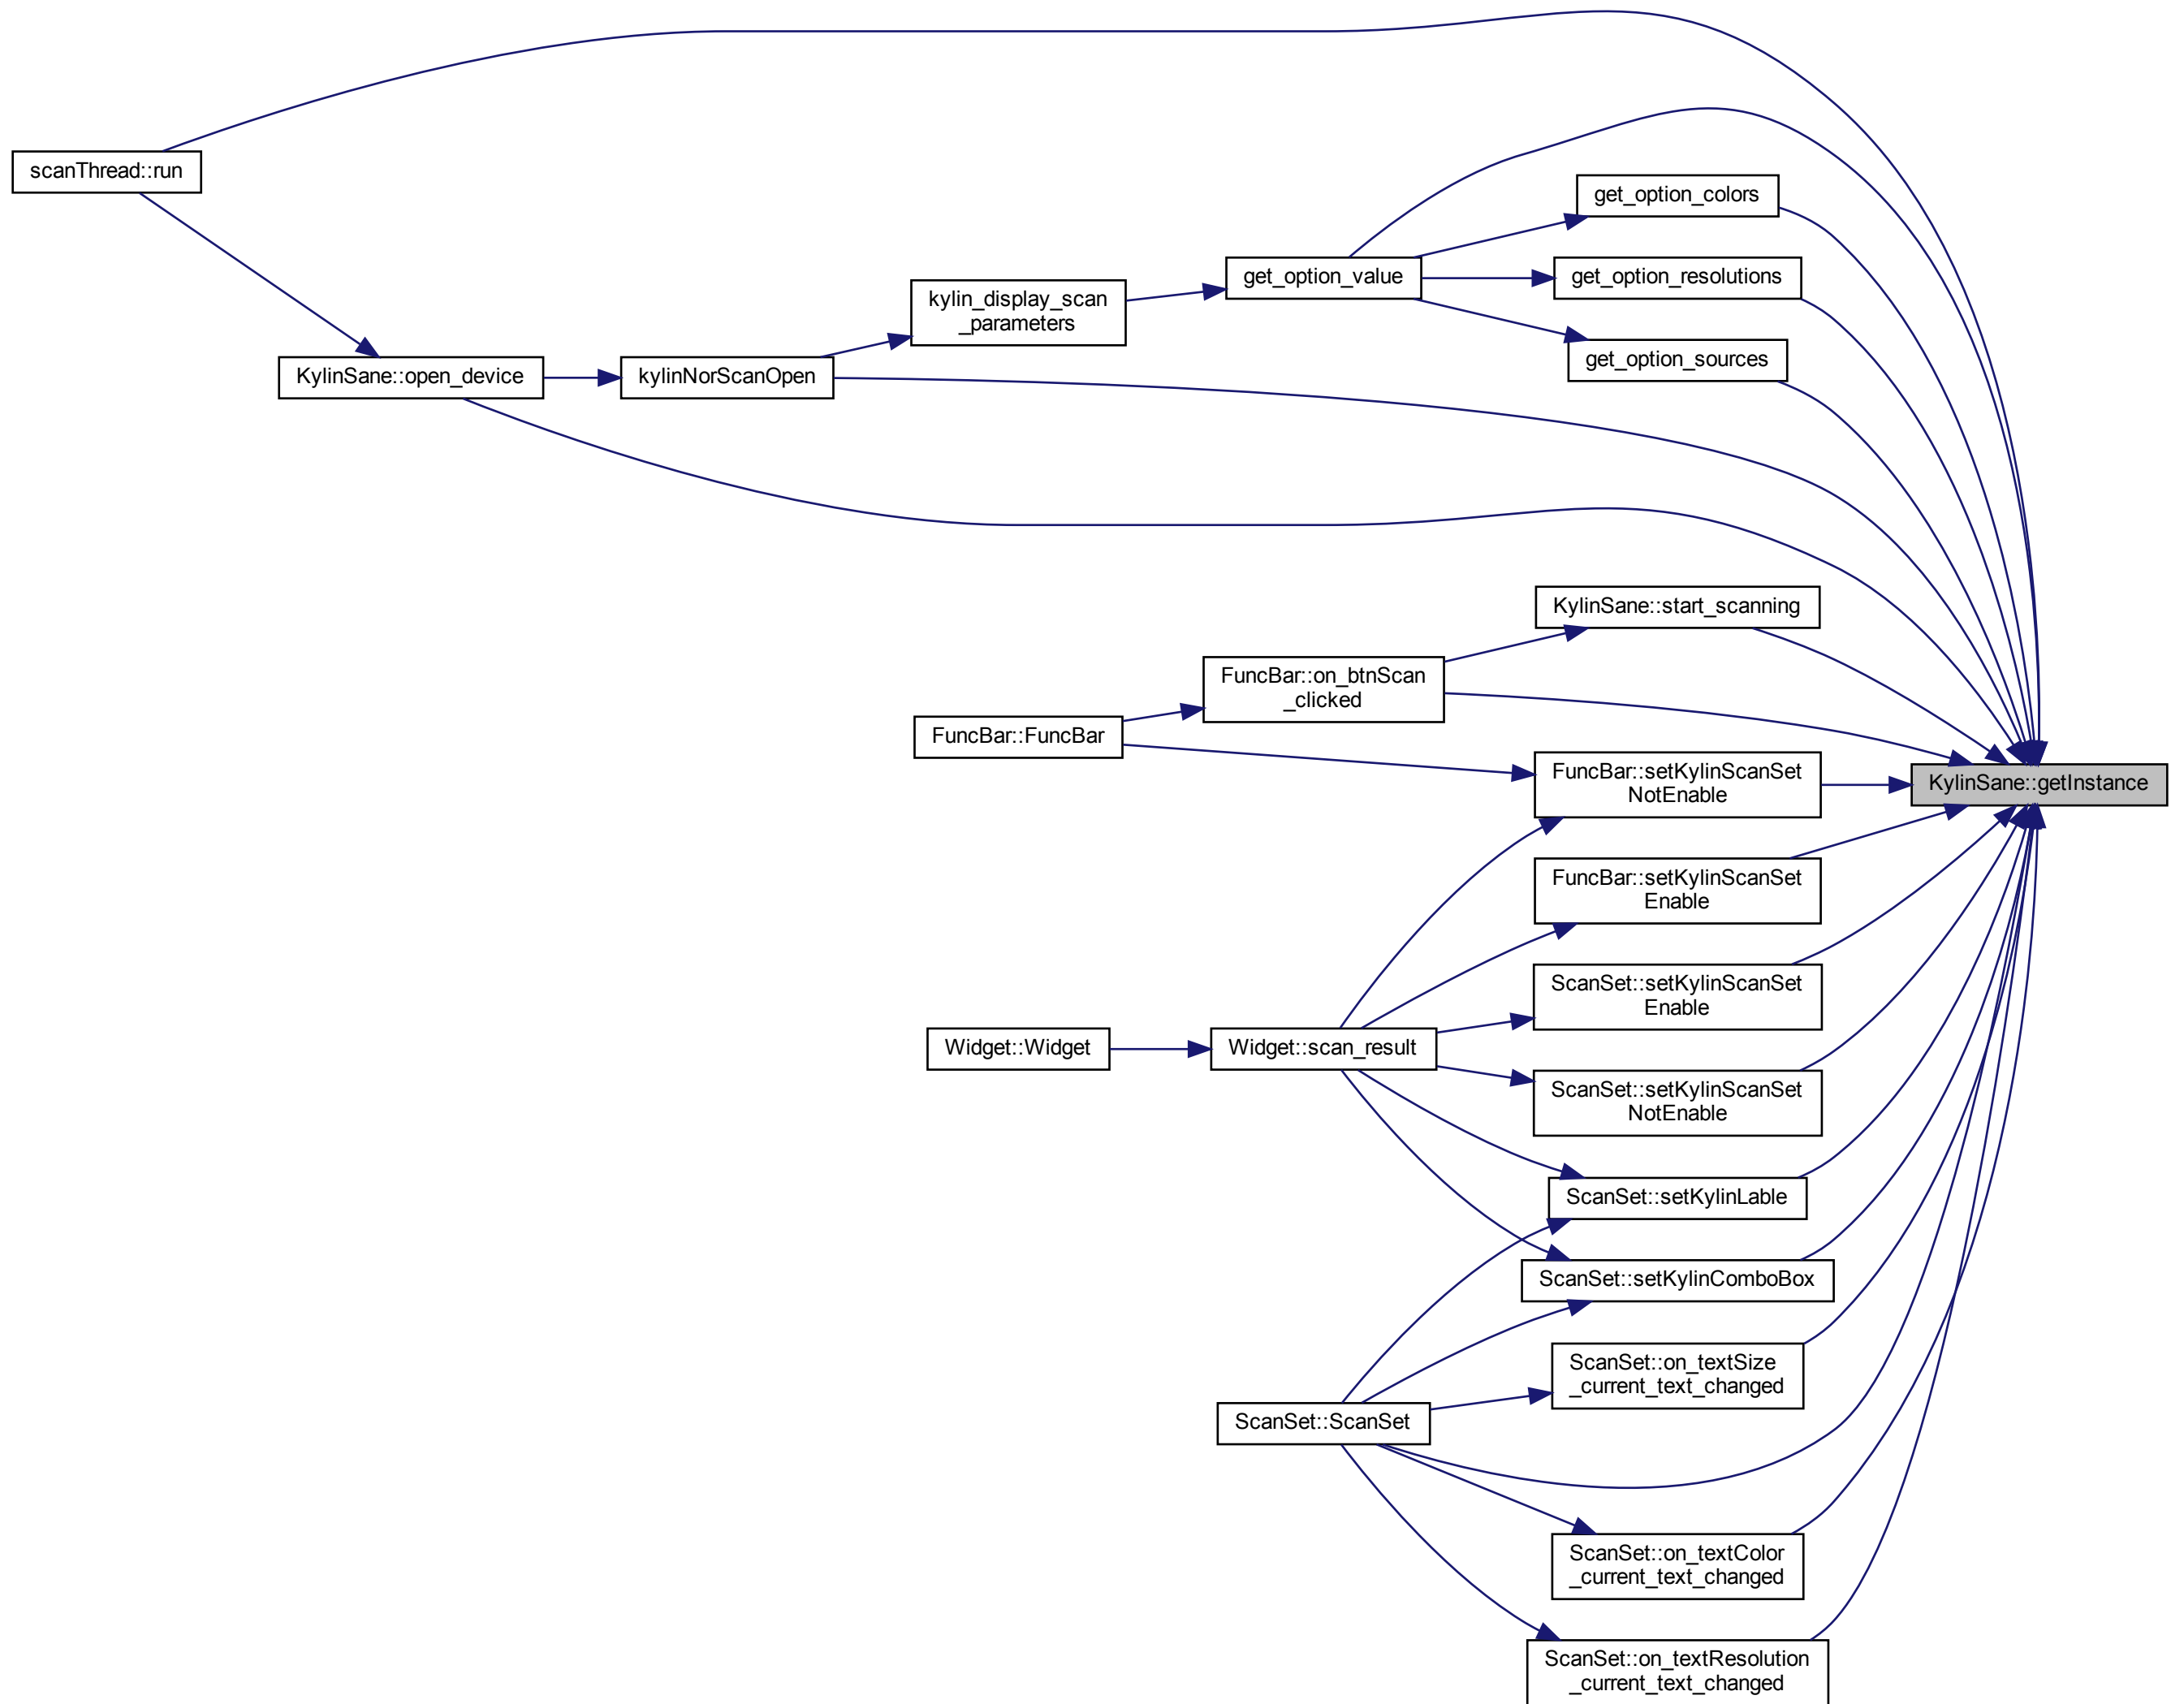 scanThread::run
get_option_colors
get_option_value
get_option_resolutions
kylin_display_scan
_parameters
get_option_sources
KylinSane::open_device
kylinNorScanOpen
KylinSane::start_scanning
FuncBar::on_btnScan
_clicked
FuncBar::FuncBar
FuncBar::setKylinScanSet
NotEnable
KylinSane::getInstance
FuncBar::setKylinScanSet
Enable
ScanSet::setKylinScanSet
Enable
Widget::Widget
Widget::scan_result
ScanSet::setKylinScanSet
NotEnable
ScanSet::setKylinLable
ScanSet::setKylinComboBox
ScanSet::on_textSize
_current_text_changed
ScanSet::ScanSet
ScanSet::on_textColor
_current_text_changed
ScanSet::on_textResolution
_current_text_changed